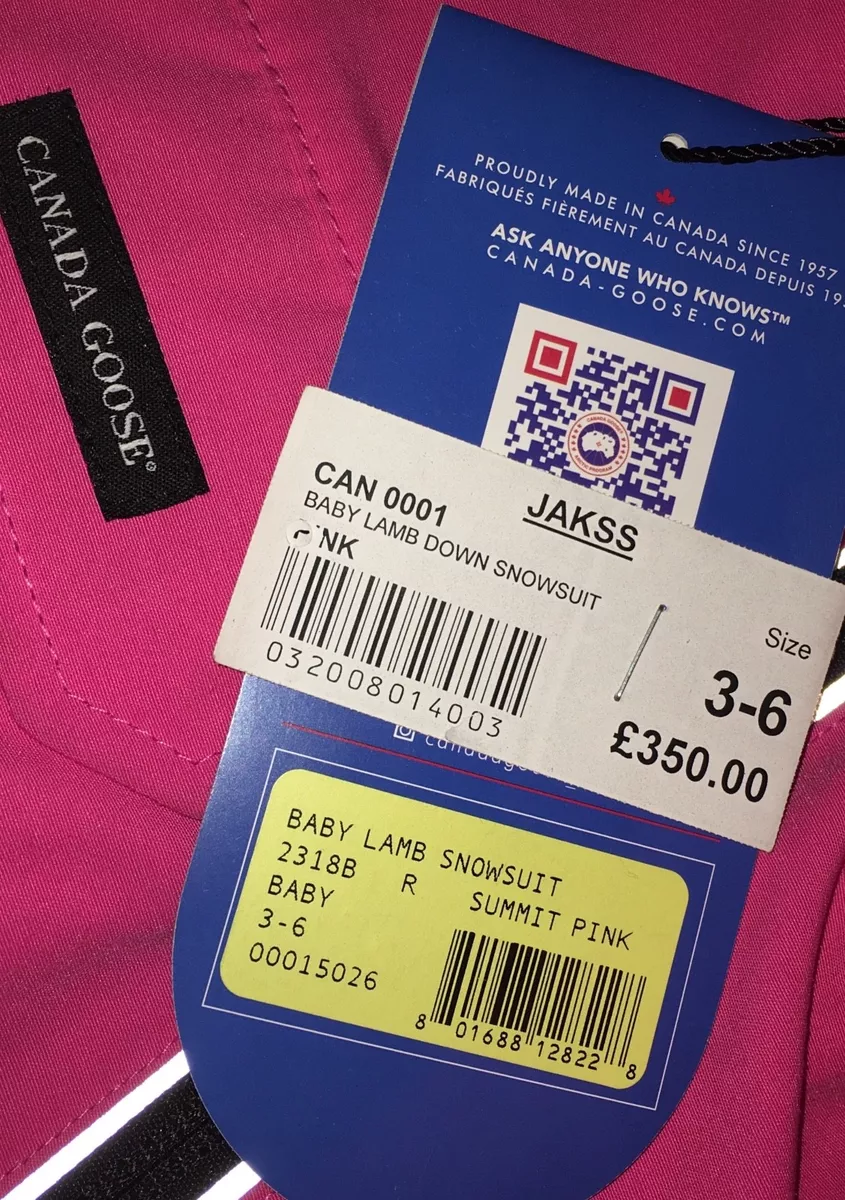 CANADA GOOSE®
PROUDLY MADE IN CANADA SINCE 1957
FABRIQUÉS FIÈREMENT AU CANADA DEPUIS
ASK ANYONE WHO KNOWS™
CANADA-GOOSE.COM
CAN 0001
JAKSS
BABY LAMB DOWN SNOWSUIT
032008014003
Size
3-6
£350.00
BABY LAMB SNOWSUIT
2318B R SUMMIT PINK
BABY
3-6
00015026
8 01688 12822 8